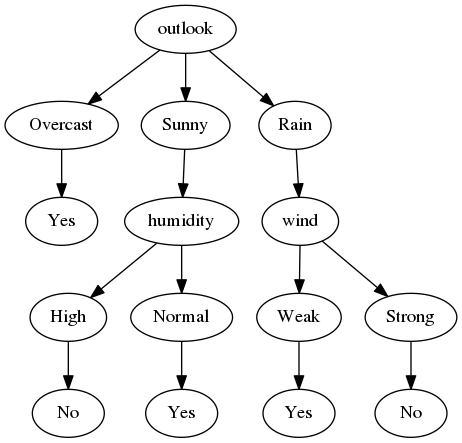 outlook
Overcast
Sunny
Rain
Yes
humidity
wind
High
Normal
Weak
Strong
No
Yes
Yes
No